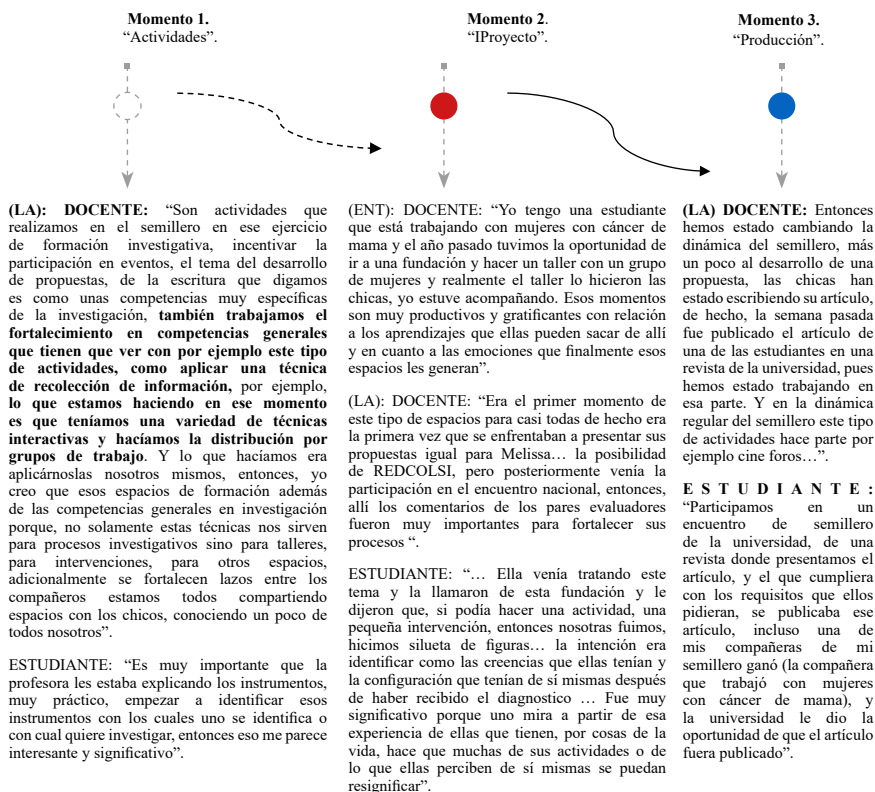 Momento 1.
“Actividades”.
(LA): DOCENTE: “Son actividades que
realizamos en el semillero en ese ejercicio
de formación investigativa, incentivar la
participación en eventos, el tema del desarrollo
de propuestas, de la escritura que digamos
es como unas competencias muy específicas
de la investigación, también trabajamos el
fortalecimiento en competencias generales
que tienen que ver con por ejemplo este tipo
de actividades, como aplicar una técnica
de recolección de información, por ejemplo,
lo que estamos haciendo en ese momento
es que teníamos una variedad de técnicas
interactivas y hacíamos la distribución por
grupos de trabajo. Y lo que hacíamos era
aplicárnoslas nosotros mismos, entonces, yo
creo que esos espacios de formación además
de las competencias generales en investigación
porque, no solamente estas técnicas nos sirven
para procesos investigativos sino para talleres,
para intervenciones, para otros espacios,
adicionalmente se fortalecen lazos entre los
compañeros estamos todos compartiendo
espacios con los chicos, conociendo un poco de
todos nosotros”.
ESTUDIANTE: “Es muy importante que la
profesora les estaba explicando los instrumentos,
muy práctico, empezar a identificar esos
instrumentos con los cuales uno se identifica o
con cual quiere investigar, entonces eso me parece
interesante y significativo”.
Momento 2.
“IProyecto”.
(ENT): DOCENTE: “Yo tengo una estudiante
que está trabajando con mujeres con cáncer de
mama y el año pasado tuvimos la oportunidad de
ir a una fundación y hacer un taller con un grupo
de mujeres y realmente el taller lo hicieron las
chicas, yo estuve acompañando. Esos momentos
son muy productivos y gratificantes con relación
a los aprendizajes que ellas pueden sacar de allí
y en cuanto a las emociones que finalmente esos
espacios les generan”.
(LA): DOCENTE: “Era el primer momento de
este tipo de espacios para casi todas de hecho era
la primera vez que se enfrentaban a presentar sus
propuestas igual para Melissa… la posibilidad
de REDCOLSI, pero posteriormente venía la
participación en el encuentro nacional, entonces,
allí los comentarios de los pares evaluadores
fueron muy importantes para fortalecer sus
procesos “.
ESTUDIANTE: “… Ella venía tratando este
tema y la llamaron de esta fundación y le
dijeron que, si podía hacer una actividad, una
pequeña intervención, entonces nosotras fuimos,
hicimos silueta de figuras… la intención era
identificar como las creencias que ellas tenían y
la configuración que tenían de sí mismas después
de haber recibido el diagnostico … Fue muy
significativo porque uno mira a partir de esa
experiencia de ellas que tienen, por cosas de la
vida, hace que muchas de sus actividades o de
lo que ellas perciben de sí mismas se puedan
resignificar”.
Momento 3.
“Producción”.
(LA) DOCENTE: Entonces
hemos estado cambiando la
dinámica del semillero, más
un poco al desarrollo de una
propuesta, las chicas han
estado escribiendo su artículo,
de hecho, la semana pasada
fue publicado el artículo de
una de las estudiantes en una
revista de la universidad, pues
hemos estado trabajando en
esa parte. Y en la dinámica
regular del semillero este tipo
de actividades hace parte por
ejemplo cine foros…”.
ESTUDIANTE:
“Participamos en un
encuentro de semillero
de la universidad, de una
revista donde presentamos el
artículo, y el que cumpliera
con los requisitos que ellos
pidieran, se publicaba ese
artículo, incluso una de
mis compañeras de mi
semillero ganó (la compañera
que trabajó con mujeres
con cáncer de mama), y
la universidad le dio la
oportunidad de que el artículo
fuera publicado”.